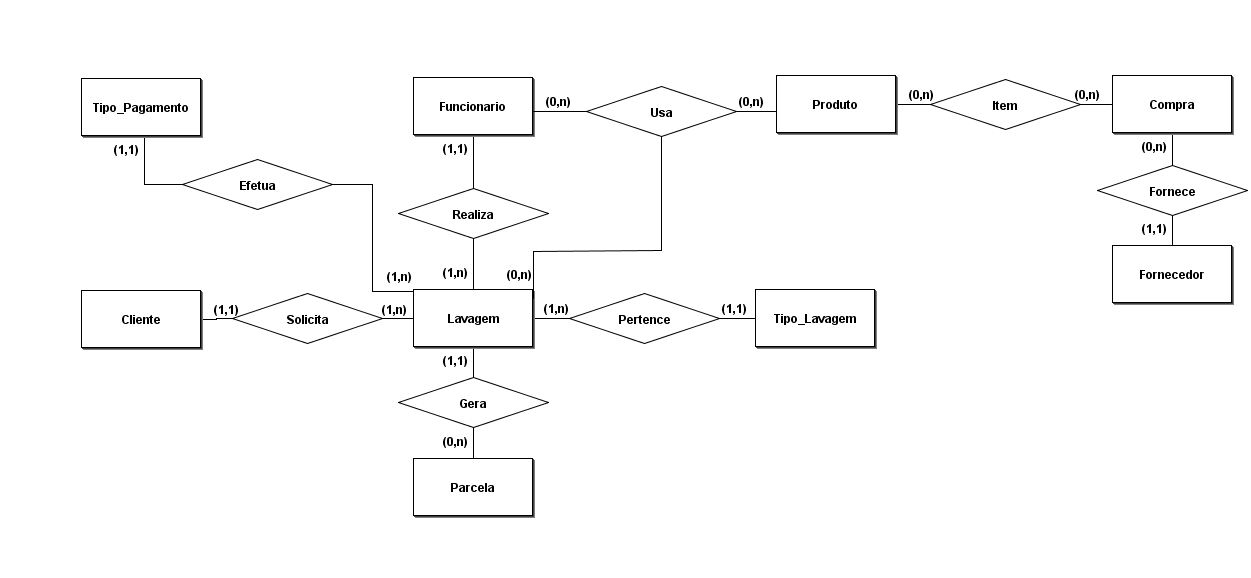 Tipo_Pagamento
Funcionario
(0,n)
Usa
(0,n)
Produto
(0,n)
Item
(0,n)
Compra
(1,1)
(1,1)
(0,n)
Efetua
Realiza
Fornece
(1,n)
(1,n)
(0,n)
(1,1)
Fornecedor
Cliente
(1,1)
Solicita
(1,n)
Lavagem
(1,n)
Pertence
(1,1)
Tipo_Lavagem
(1,1)
Gera
(0,n)
Parcela